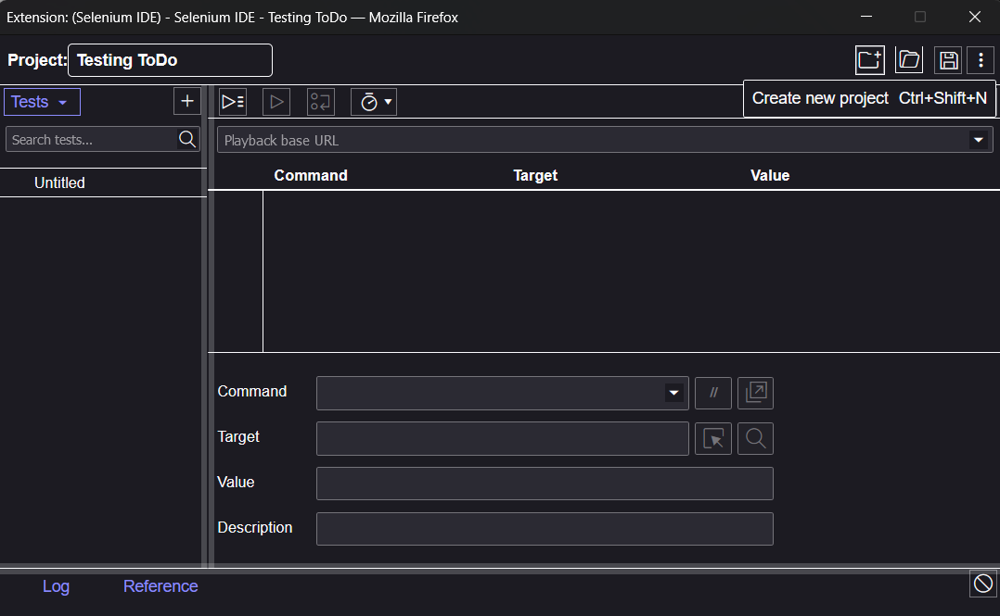 Extension: (Selenium IDE) - Selenium IDE - Testing ToDo — Mozilla Firefox
Project: Testing ToDo
Create new project Ctrl+Shift+N
Tests
Search tests...
Untitled
Playback base URL
Command Target Value
Command
//
Target
Value
Description
Log Reference